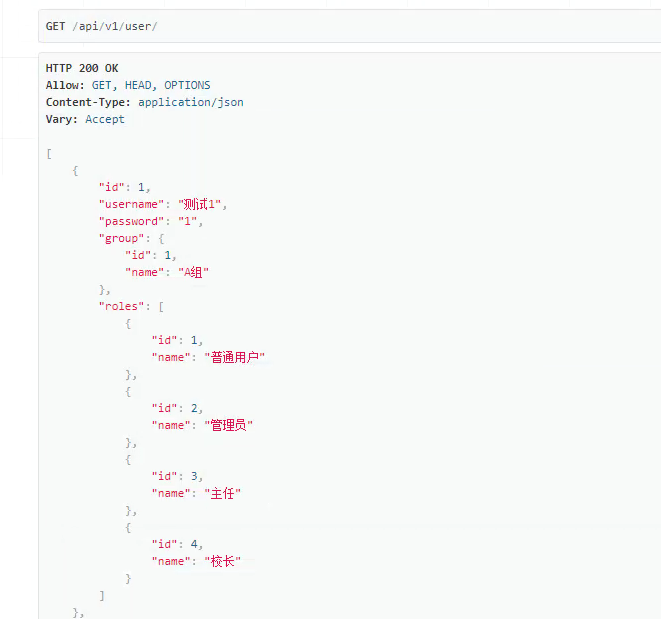 GET /api/v1/user/
HTTP 200 OK
Allow: GET, HEAD, OPTIONS
Content-Type: application/json
Vary: Accept
[
    {
        "id": 1,
        "username": "测试1",
        "password": "1",
        "group": {
            "id": 1,
            "name": "A组"
        },
        "roles": [
            {
                "id": 1,
                "name": "普通用户"
            },
            {
                "id": 2,
                "name": "管理员"
            },
            {
                "id": 3,
                "name": "主任"
            },
            {
                "id": 4,
                "name": "校长"
            }
        ]
    },